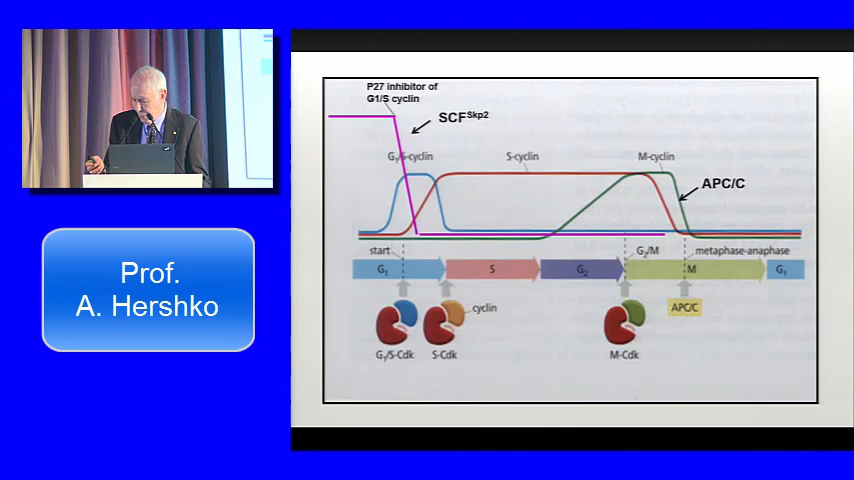 Prof.
A. Hershko
P27 inhibitor of
G1/S cyclin
SCF^Skp2
G₁/S-cyclin
S-cyclin
M-cyclin
APC/C
start
G₂/M
metaphase-anaphase
G₁
S
G₂
M
G₁
cyclin
APC/C
G₁/S-Cdk
S-Cdk
M-Cdk